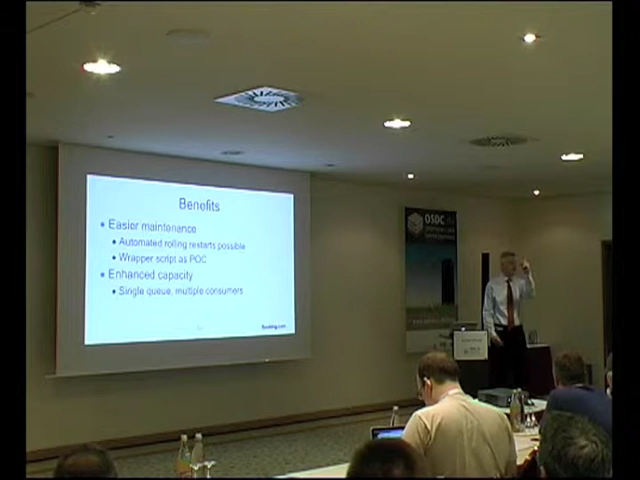 Benefits
Easier maintenance
Automated rolling restarts possible
Wrapper script as POC
Enhanced capacity
Single queue, multiple consumers
Booking.com
OSDC.de